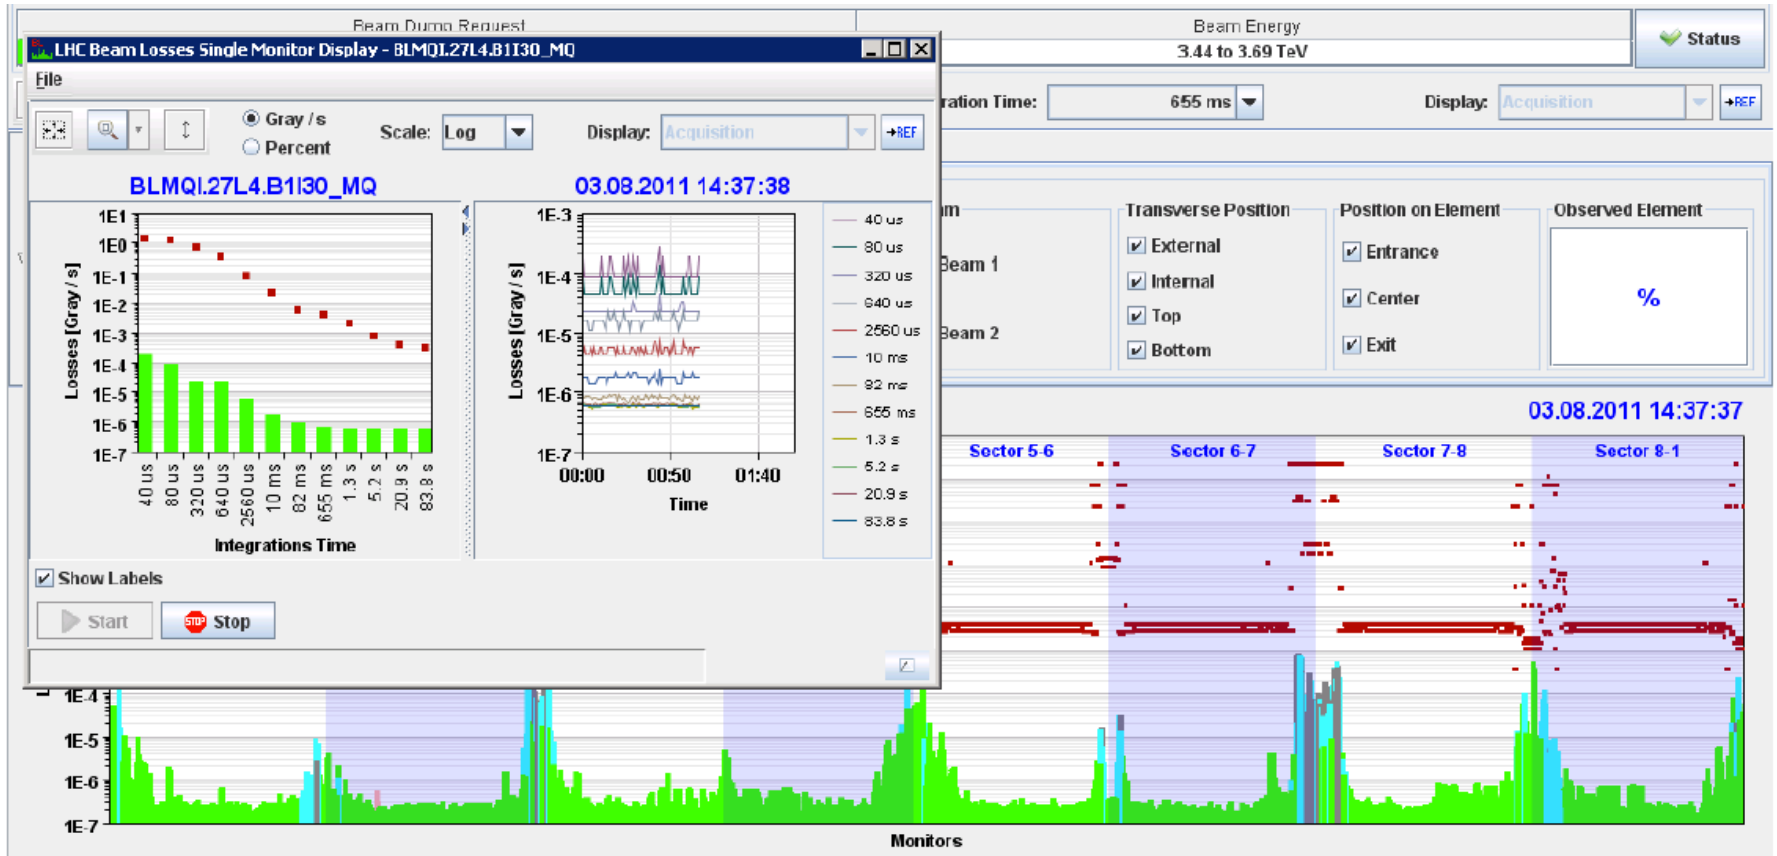 Beam Dump Request
Beam Energy
3.44 to 3.69 TeV
Status
LHC Beam Losses Single Monitor Display - BLMQI.27L4.B1I30_MQ
File
Gray / s
Percent
Scale: Log
Display: Acquisition
→REF
ration Time: 655 ms
Display: Acquisition
→REF
BLMQI.27L4.B1I30_MQ
Losses [Gray / s]
1E1
1E0
1E-1
1E-2
1E-3
1E-4
1E-5
1E-6
1E-7
40 us
80 us
320 us
640 us
2560 us
10 ms
82 ms
655 ms
1.3 s
5.2 s
20.9 s
83.8 s
Integrations Time
03.08.2011 14:37:38
Losses [Gray / s]
1E-3
1E-4
1E-5
1E-6
1E-7
00:00
00:50
01:40
Time
40 us
80 us
320 us
640 us
2560 us
10 ms
82 ms
655 ms
1.3 s
5.2 s
20.9 s
83.8 s
Show Labels
Start
STOP Stop
Beam 1
Beam 2
Transverse Position
External
Internal
Top
Bottom
Position on Element
Entrance
Center
Exit
Observed Element
%
03.08.2011 14:37:37
Sector 5-6
Sector 6-7
Sector 7-8
Sector 8-1
1E-4
1E-5
1E-6
1E-7
Monitors